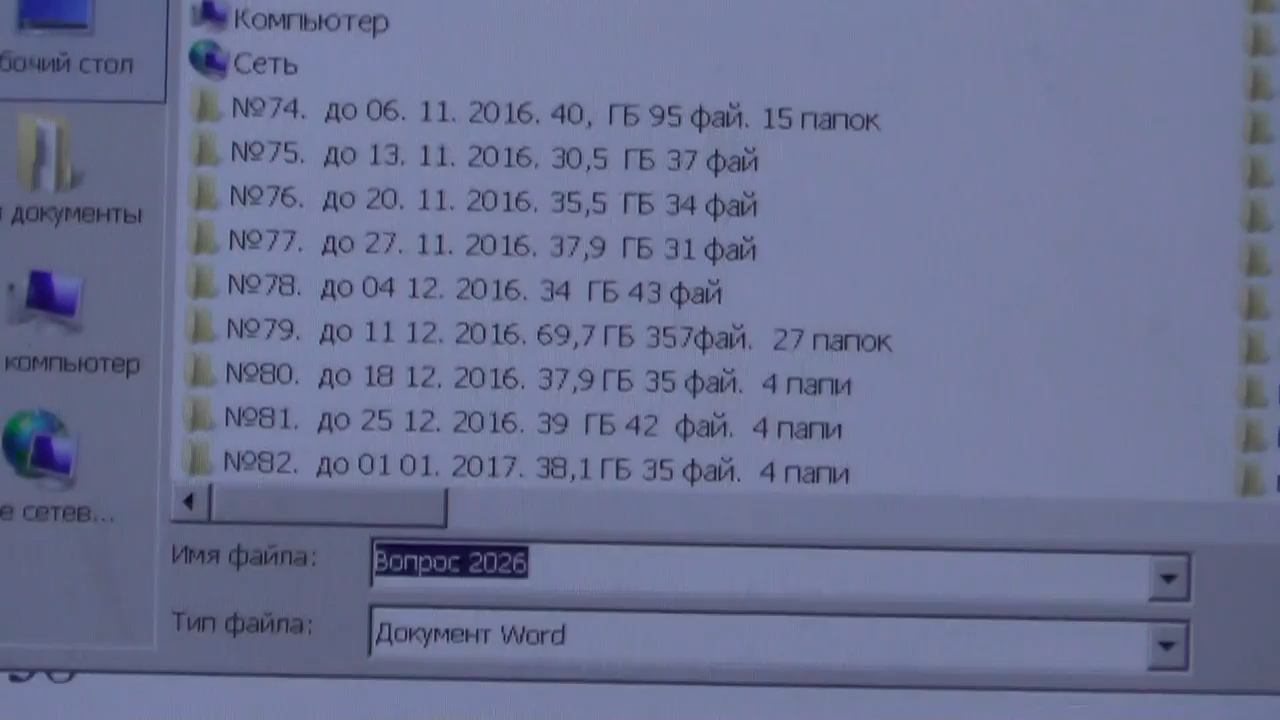 Компьютер
Сеть
бочий стол
№74. до 06. 11. 2016. 40, ГБ 95 фай. 15 папок
№75. до 13. 11. 2016. 30,5 ГБ 37 фай
№76. до 20. 11. 2016. 35,5 ГБ 34 фай
документы
№77. до 27. 11. 2016. 37,9 ГБ 31 фай
№78. до 04 12. 2016. 34 ГБ 43 фай
№79. до 11 12. 2016. 69,7 ГБ 357фай. 27 папок
компьютер
№80. до 18 12. 2016. 37,9 ГБ 35 фай. 4 папи
№81. до 25 12. 2016. 39 ГБ 42 фай. 4 папи
№82. до 01 01. 2017. 38,1 ГБ 35 фай. 4 папи
е сетев...
Имя файла:
Вопрос 2026
Тип файла:
Документ Word